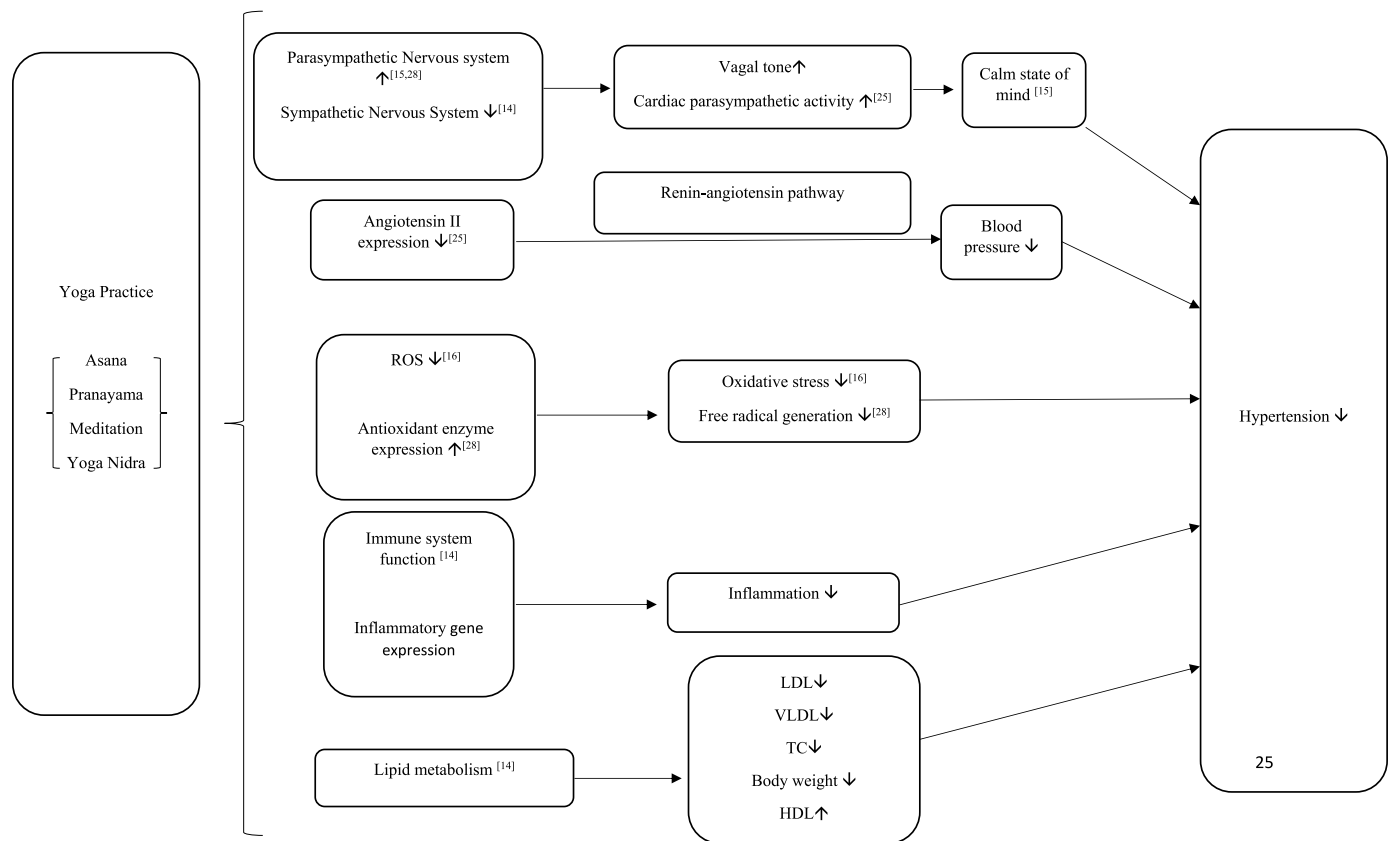 Yoga Practice
Asana
Pranayama
Meditation
Yoga Nidra
Parasympathetic Nervous system
↑[15,28]
Sympathetic Nervous System ↓[14]
Vagal tone↑
Cardiac parasympathetic activity ↑[25]
Calm state of
mind [15]
Angiotensin II
expression ↓[25]
Renin-angiotensin pathway
Blood
pressure ↓
ROS ↓[16]
Antioxidant enzyme
expression ↑[28]
Oxidative stress ↓[16]
Free radical generation ↓[28]
Immune system
function [14]
Inflammatory gene
expression
Inflammation ↓
Lipid metabolism [14]
LDL↓
VLDL↓
TC↓
Body weight ↓
HDL↑
Hypertension ↓
25